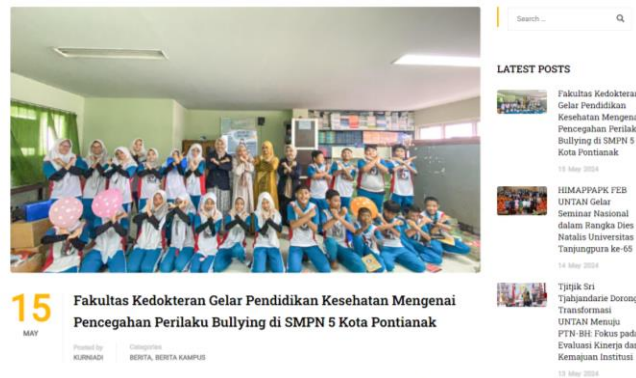 Search ...
LATEST POSTS
Fakultas Kedokteran
Gelar Pendidikan
Kesehatan Mengenai
Pencegahan Perilaku
Bullying di SMPN 5
Kota Pontianak
15 May 2024
HIMAPPAPK FEB
UNTAN Gelar
Seminar Nasional
dalam Rangka Dies
Natalis Universitas
Tanjungpura ke-65
14 May 2024
Tjitjik Sri
Tjahjandarie Dorong
Transformasi
UNTAN Menuju
PTN-BH: Fokus pada
Evaluasi Kinerja dan
Kemajuan Institusi
13 May 2024
15
MAY
Fakultas Kedokteran Gelar Pendidikan Kesehatan Mengenai
Pencegahan Perilaku Bullying di SMPN 5 Kota Pontianak
Posted by
KURNIADI
Categories
BERITA, BERITA KAMPUS